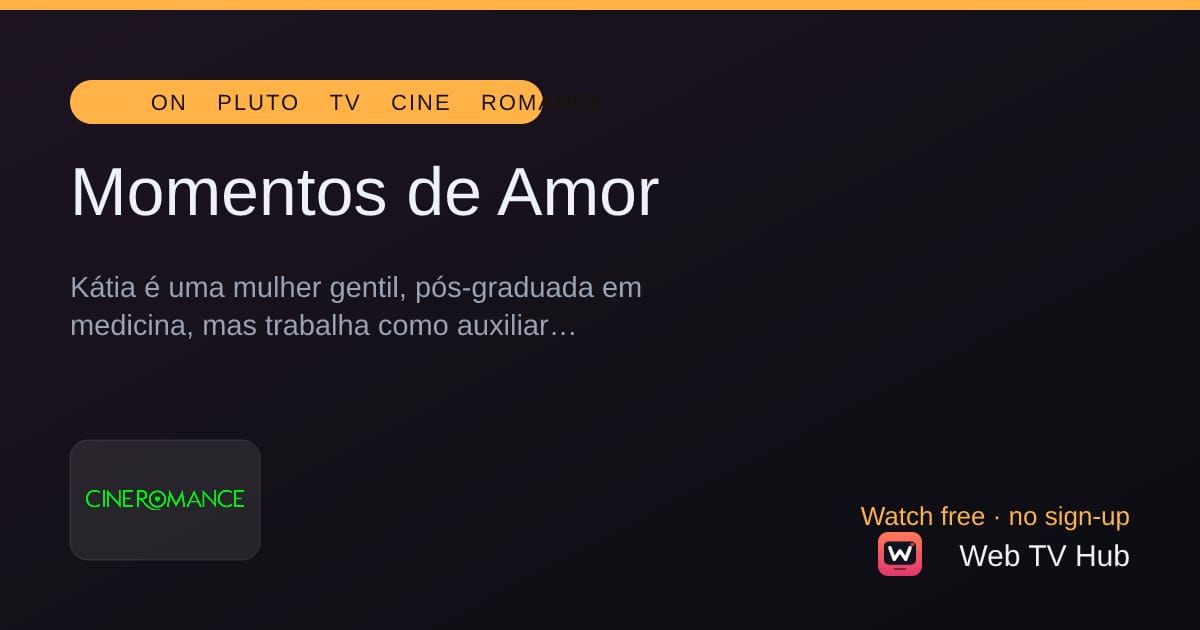 ON PLUTO TV CINE ROMANCE
Momentos de Amor
Kátia é uma mulher gentil, pós-graduada em
medicina, mas trabalha como auxiliar…
CINEROMANCE
Watch free · no sign-up
W
Web TV Hub